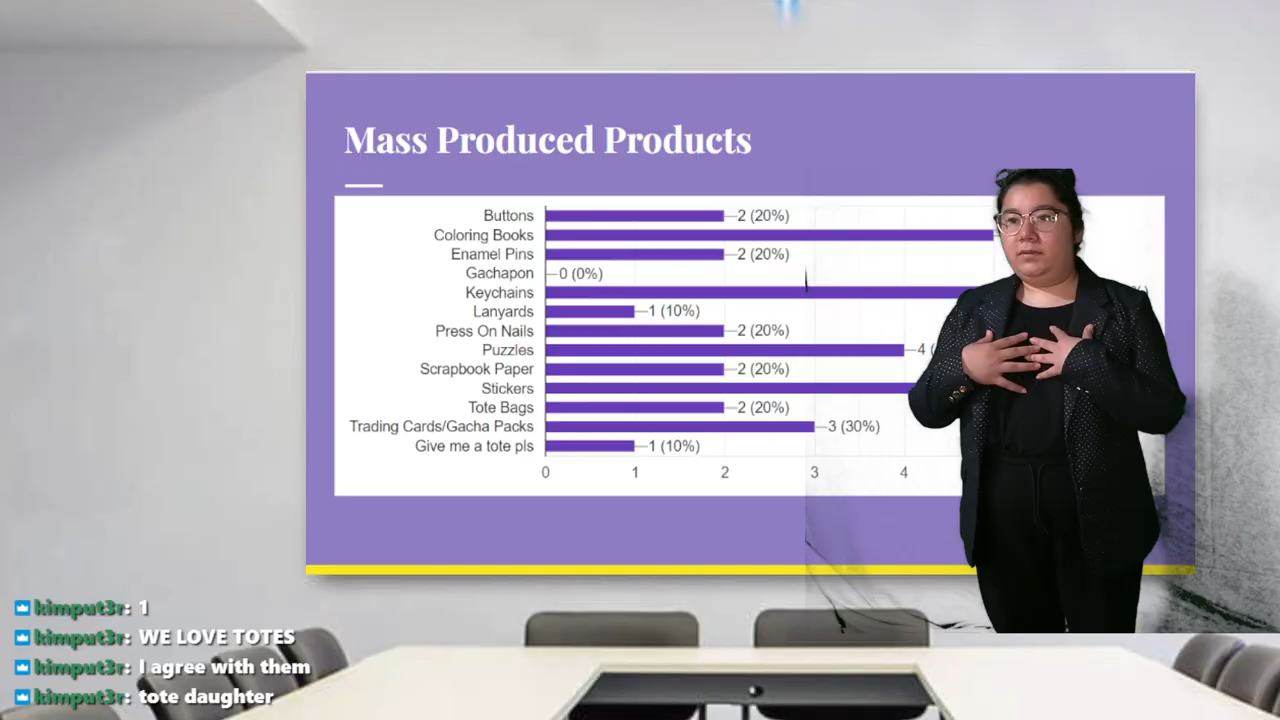 Mass Produced Products
Buttons 2 (20%)
Coloring Books
Enamel Pins 2 (20%)
Gachapon 0 (0%)
Keychains
Lanyards 1 (10%)
Press On Nails 2 (20%)
Puzzles 4 (
Scrapbook Paper 2 (20%)
Stickers
Tote Bags 2 (20%)
Trading Cards/Gacha Packs 3 (30%)
Give me a tote pls 1 (10%)
0 1 2 3 4
kimput3r: 1
kimput3r: WE LOVE TOTES
kimput3r: I agree with them
kimput3r: tote daughter